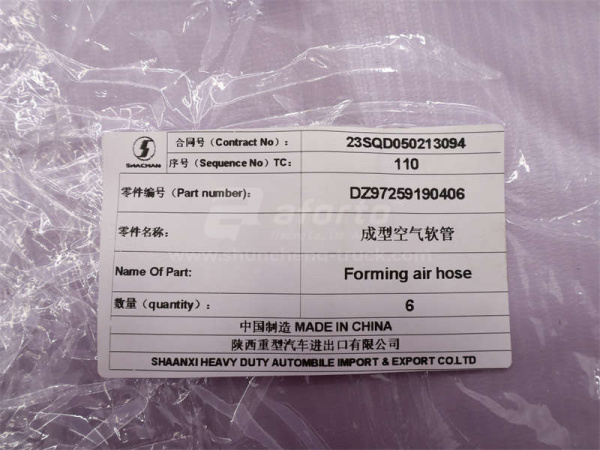 SHACMAN
合同号（Contract No）： 23SQD050213094
序号（Sequence No）TC： 110
零件编号（Part number）： DZ97259190406
零件名称： 成型空气软管
Name Of Part: Forming air hose
数量（quantity）： 6
中国制造 MADE IN CHINA
陕西重型汽车进出口有限公司
SHAANXI HEAVY DUTY AUTOMBILE IMPORT & EXPORT CO.LTD
aforto